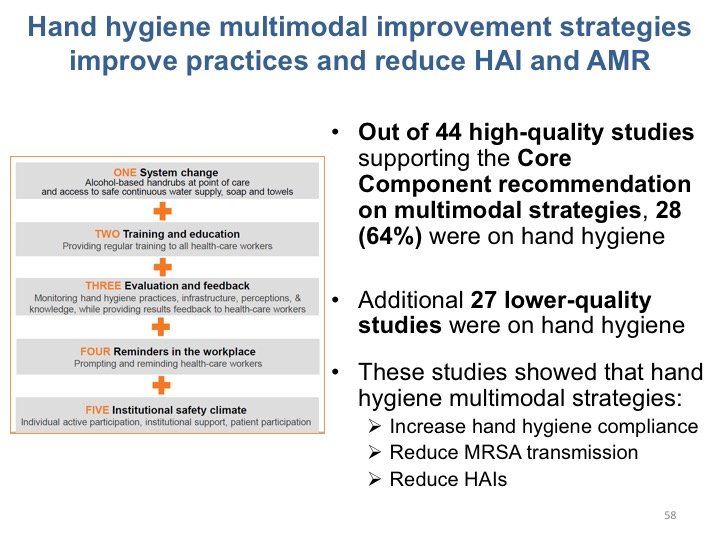 Hand hygiene multimodal improvement strategies
improve practices and reduce HAI and AMR
ONE System change
Alcohol-based handrubs at point of care
and access to safe continuous water supply, soap and towels
TWO Training and education
Providing regular training to all health-care workers
THREE Evaluation and feedback
Monitoring hand hygiene practices, infrastructure, perceptions, &
knowledge, while providing results feedback to health-care workers
FOUR Reminders in the workplace
Prompting and reminding health-care workers
FIVE Institutional safety climate
Individual active participation, institutional support, patient participation
• Out of 44 high-quality studies
supporting the Core
Component recommendation
on multimodal strategies, 28
(64%) were on hand hygiene
• Additional 27 lower-quality
studies were on hand hygiene
• These studies showed that hand
hygiene multimodal strategies:
➢ Increase hand hygiene compliance
➢ Reduce MRSA transmission
➢ Reduce HAIs
58